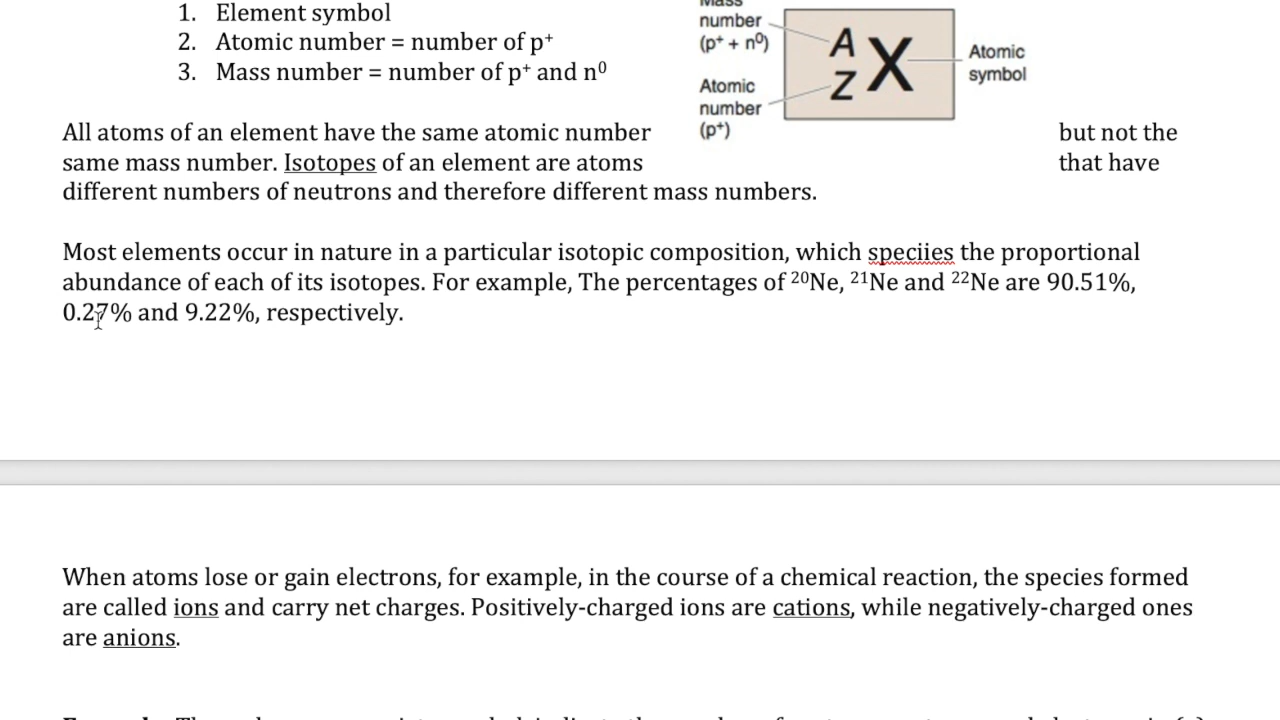 1. Element symbol
2. Atomic number = number of p⁺
3. Mass number = number of p⁺ and n⁰
Mass
number
(p⁺ + n⁰)
Atomic
number
(p⁺)
A
Z
X
Atomic
symbol
All atoms of an element have the same atomic number but not the
same mass number. Isotopes of an element are atoms that have
different numbers of neutrons and therefore different mass numbers.
Most elements occur in nature in a particular isotopic composition, which speciies the proportional
abundance of each of its isotopes. For example, The percentages of ²⁰Ne, ²¹Ne and ²²Ne are 90.51%,
0.27% and 9.22%, respectively.
When atoms lose or gain electrons, for example, in the course of a chemical reaction, the species formed
are called ions and carry net charges. Positively-charged ions are cations, while negatively-charged ones
are anions.